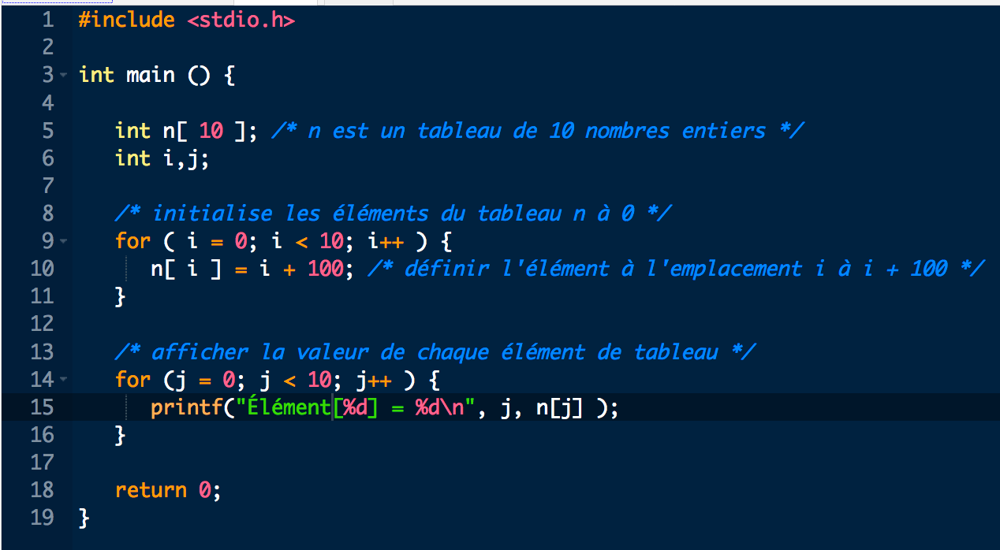 1 #include <stdio.h>
2
3 int main () {
4
5 int n[ 10 ]; /* n est un tableau de 10 nombres entiers */
6 int i,j;
7
8 /* initialise les éléments du tableau n à 0 */
9 for ( i = 0; i < 10; i++ ) {
10 n[ i ] = i + 100; /* définir l'élément à l'emplacement i à i + 100 */
11 }
12
13 /* afficher la valeur de chaque élément de tableau */
14 for (j = 0; j < 10; j++ ) {
15 printf("Élément[%d] = %d\n", j, n[j] );
16 }
17
18 return 0;
19 }